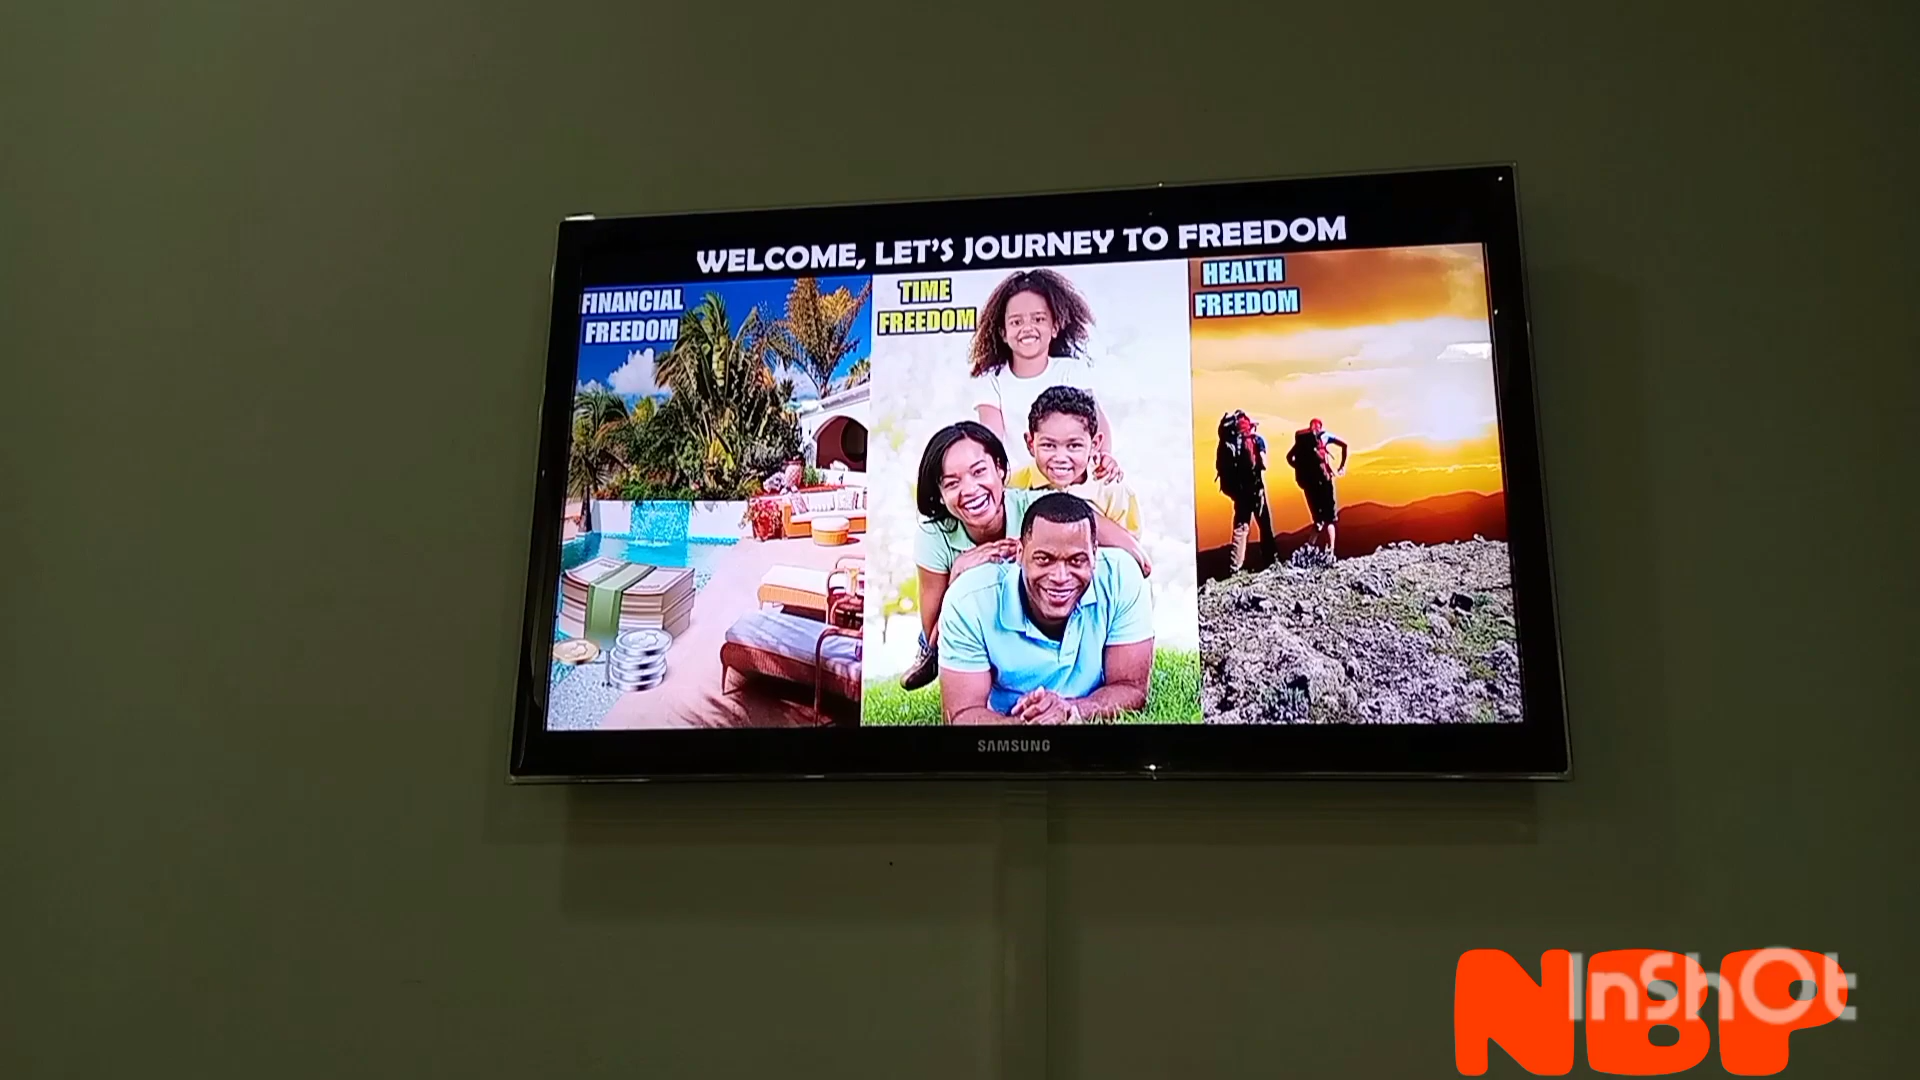 WELCOME, LET'S JOURNEY TO FREEDOM
FINANCIAL
FREEDOM
TIME
FREEDOM
HEALTH
FREEDOM
SAMSUNG
NBP
InShOt